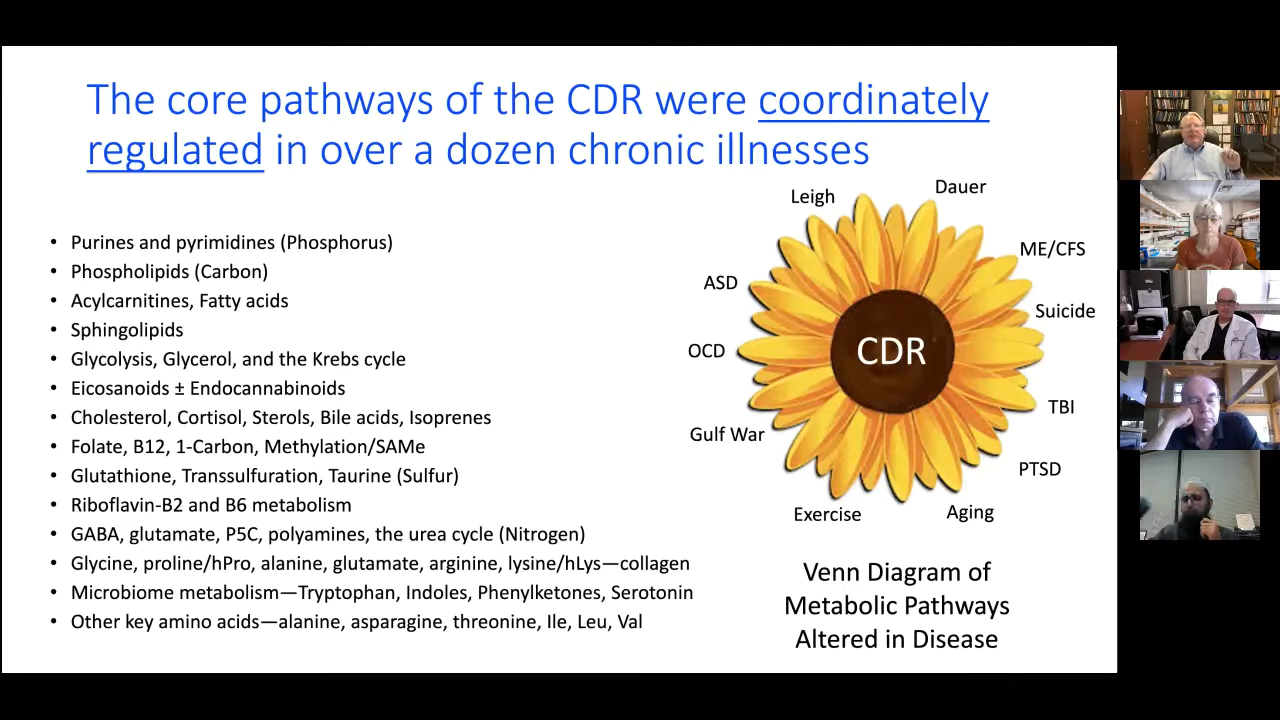 The core pathways of the CDR were coordinately
regulated in over a dozen chronic illnesses
• Purines and pyrimidines (Phosphorus)
• Phospholipids (Carbon)
• Acylcarnitines, Fatty acids
• Sphingolipids
• Glycolysis, Glycerol, and the Krebs cycle
• Eicosanoids ± Endocannabinoids
• Cholesterol, Cortisol, Sterols, Bile acids, Isoprenes
• Folate, B12, 1-Carbon, Methylation/SAMe
• Glutathione, Transsulfuration, Taurine (Sulfur)
• Riboflavin-B2 and B6 metabolism
• GABA, glutamate, P5C, polyamines, the urea cycle (Nitrogen)
• Glycine, proline/hPro, alanine, glutamate, arginine, lysine/hLys—collagen
• Microbiome metabolism—Tryptophan, Indoles, Phenylketones, Serotonin
• Other key amino acids—alanine, asparagine, threonine, Ile, Leu, Val
Leigh
Dauer
ME/CFS
ASD
Suicide
OCD
CDR
TBI
Gulf War
PTSD
Exercise
Aging
Venn Diagram of
Metabolic Pathways
Altered in Disease